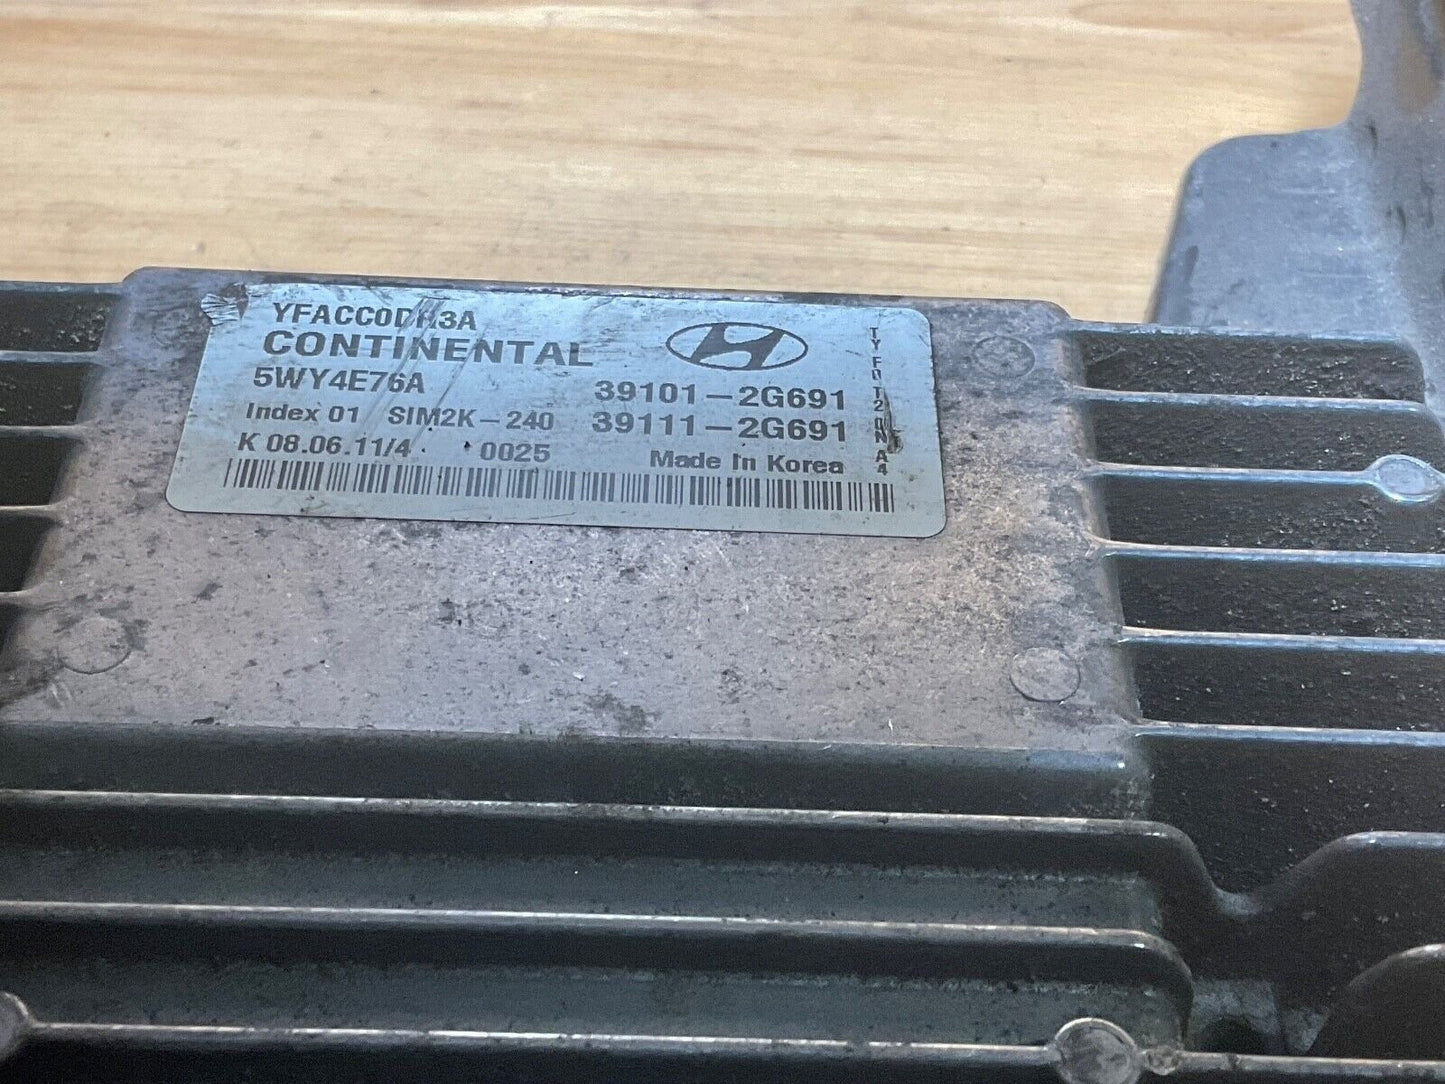 YFACC0DH3A
CONTINENTAL
5WY4E76A
39101-2G691
Index 01 SIM2K-240
39111-2G691
K 08.06.11/4 0025
Made In Korea
TYF0T20NA4